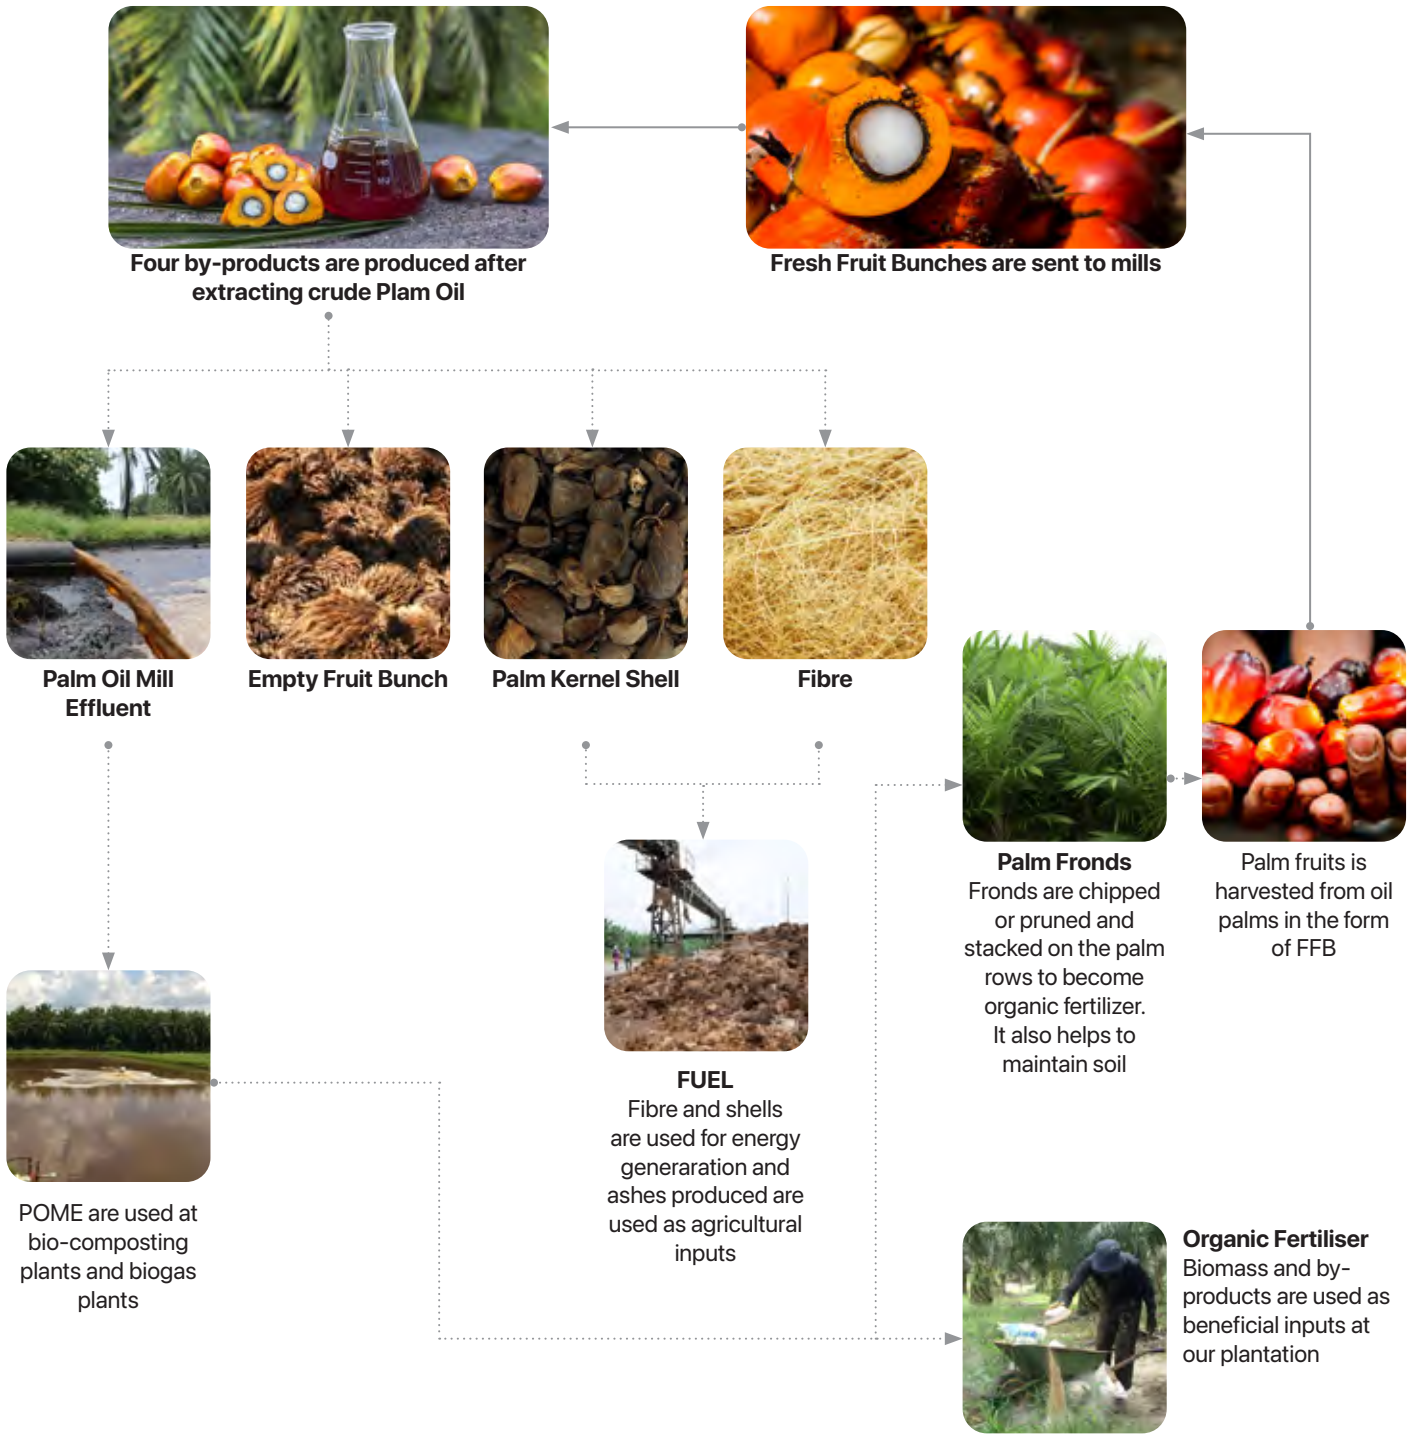 Four by-products are produced after
extracting crude Plam Oil
Fresh Fruit Bunches are sent to mills
Palm Oil Mill
Effluent
Empty Fruit Bunch
Palm Kernel Shell
Fibre
Palm Fronds
Fronds are chipped
or pruned and
stacked on the palm
rows to become
organic fertilizer.
It also helps to
maintain soil
Palm fruits is
harvested from oil
palms in the form
of FFB
FUEL
Fibre and shells
are used for energy
generaration and
ashes produced are
used as agricultural
inputs
POME are used at
bio-composting
plants and biogas
plants
Organic Fertiliser
Biomass and by-
products are used as
beneficial inputs at
our plantation